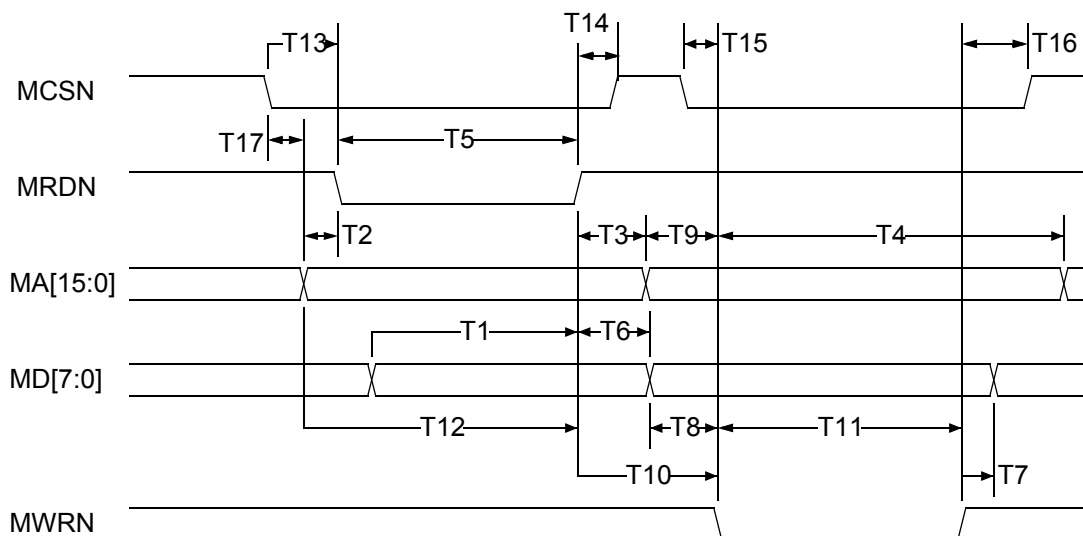 T14
T13
T15
T16
MCSN
T17
T5
MRDN
T2
T3
T9
T4
MA[15:0]
T1
T6
MD[7:0]
T12
T8
T11
T10
T7
MWRN